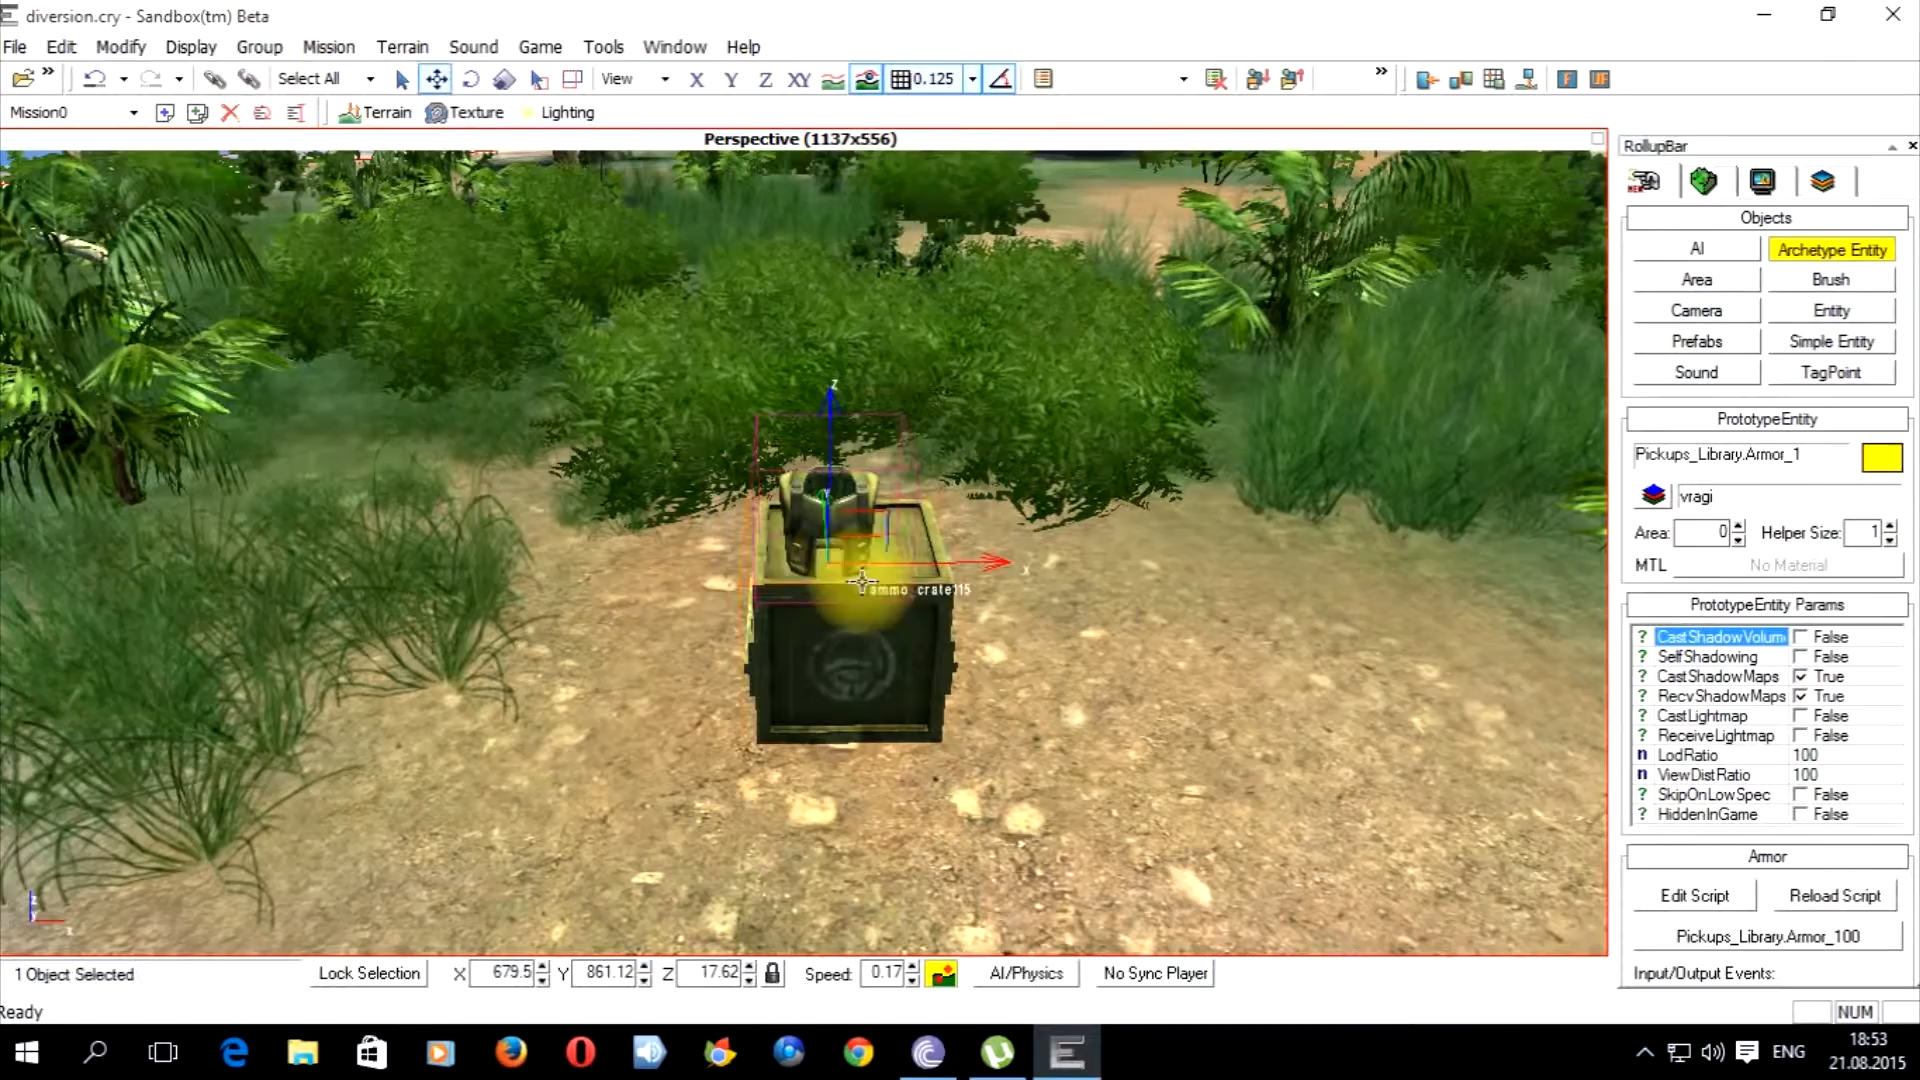 diversion.cry - Sandbox(tm) Beta
File Edit Modify Display Group Mission Terrain Sound Game Tools Window Help
Select All View X Y Z XY 0.125
Mission0 Terrain Texture Lighting
Perspective (1137x556)
RollupBar
Objects
AI Archetype Entity
Area Brush
Camera Entity
Prefabs Simple Entity
Sound TagPoint
PrototypeEntity
Pickups_Library.Armor_1
vragi
Area: 0 Helper Size: 1
MTL No Material
PrototypeEntity Params
? CastShadowVolum False
? SelfShadowing False
? CastShadowMaps True
? RecvShadowMaps True
? CastLightmap False
? ReceiveLightmap False
n LodRatio 100
n ViewDistRatio 100
? SkipOnLowSpec False
? HiddenInGame False
Armor
Edit Script Reload Script
Pickups_Library.Armor_100
Input/Output Events:
z
x
ammo_crate115
z
y
x
1 Object Selected Lock Selection X 679.5 Y 861.12 Z 17.62 Speed: 0.17 AI/Physics No Sync Player
Ready NUM
ENG 18:53
21.08.2015